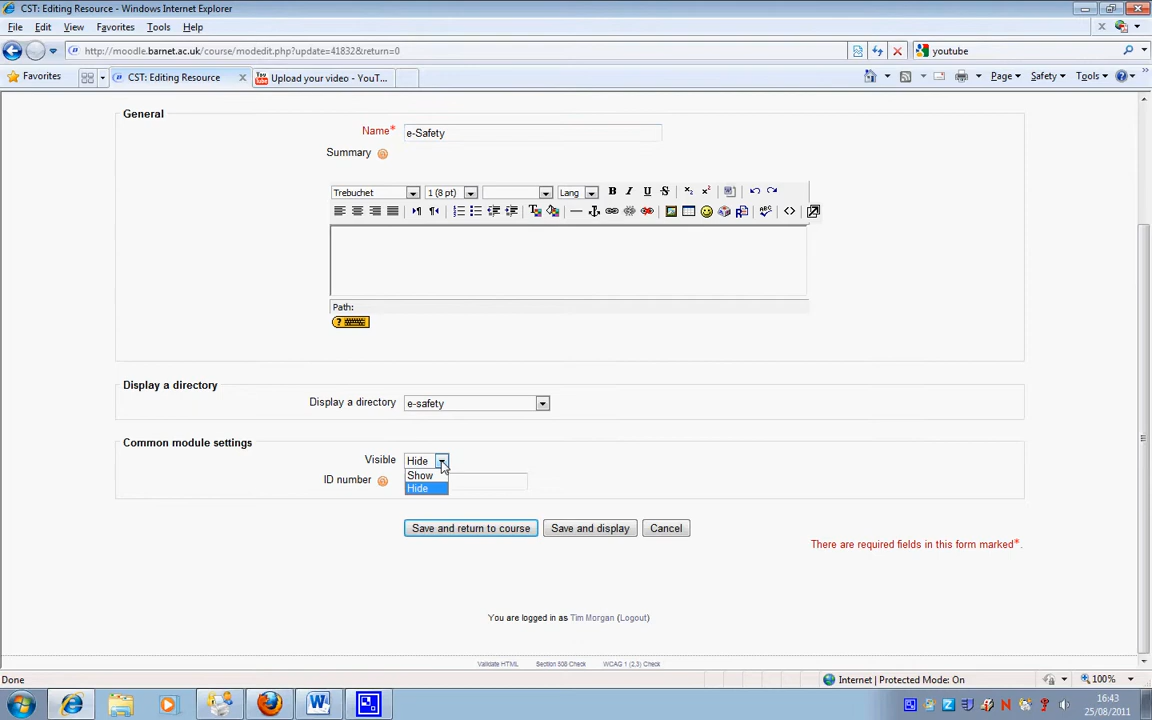 CST: Editing Resource - Windows Internet Explorer
File Edit View Favorites Tools Help
http://moodle.barnet.ac.uk/course/modedit.php?update=41832&return=0
youtube
Favorites
CST: Editing Resource
Upload your video - YouT...
Page
Safety
Tools
General
Name*
e-Safety
Summary
Trebuchet
1 (8 pt)
Lang
B I U S
Path:
Display a directory
Display a directory
e-safety
Common module settings
Visible
Hide
Show
Hide
ID number
Save and return to course
Save and display
Cancel
There are required fields in this form marked*.
You are logged in as Tim Morgan (Logout)
Validate HTML
Section 508 Check
WCAG 1 (2,3) Check
Done
Internet | Protected Mode: On
100%
16:43
25/08/2011